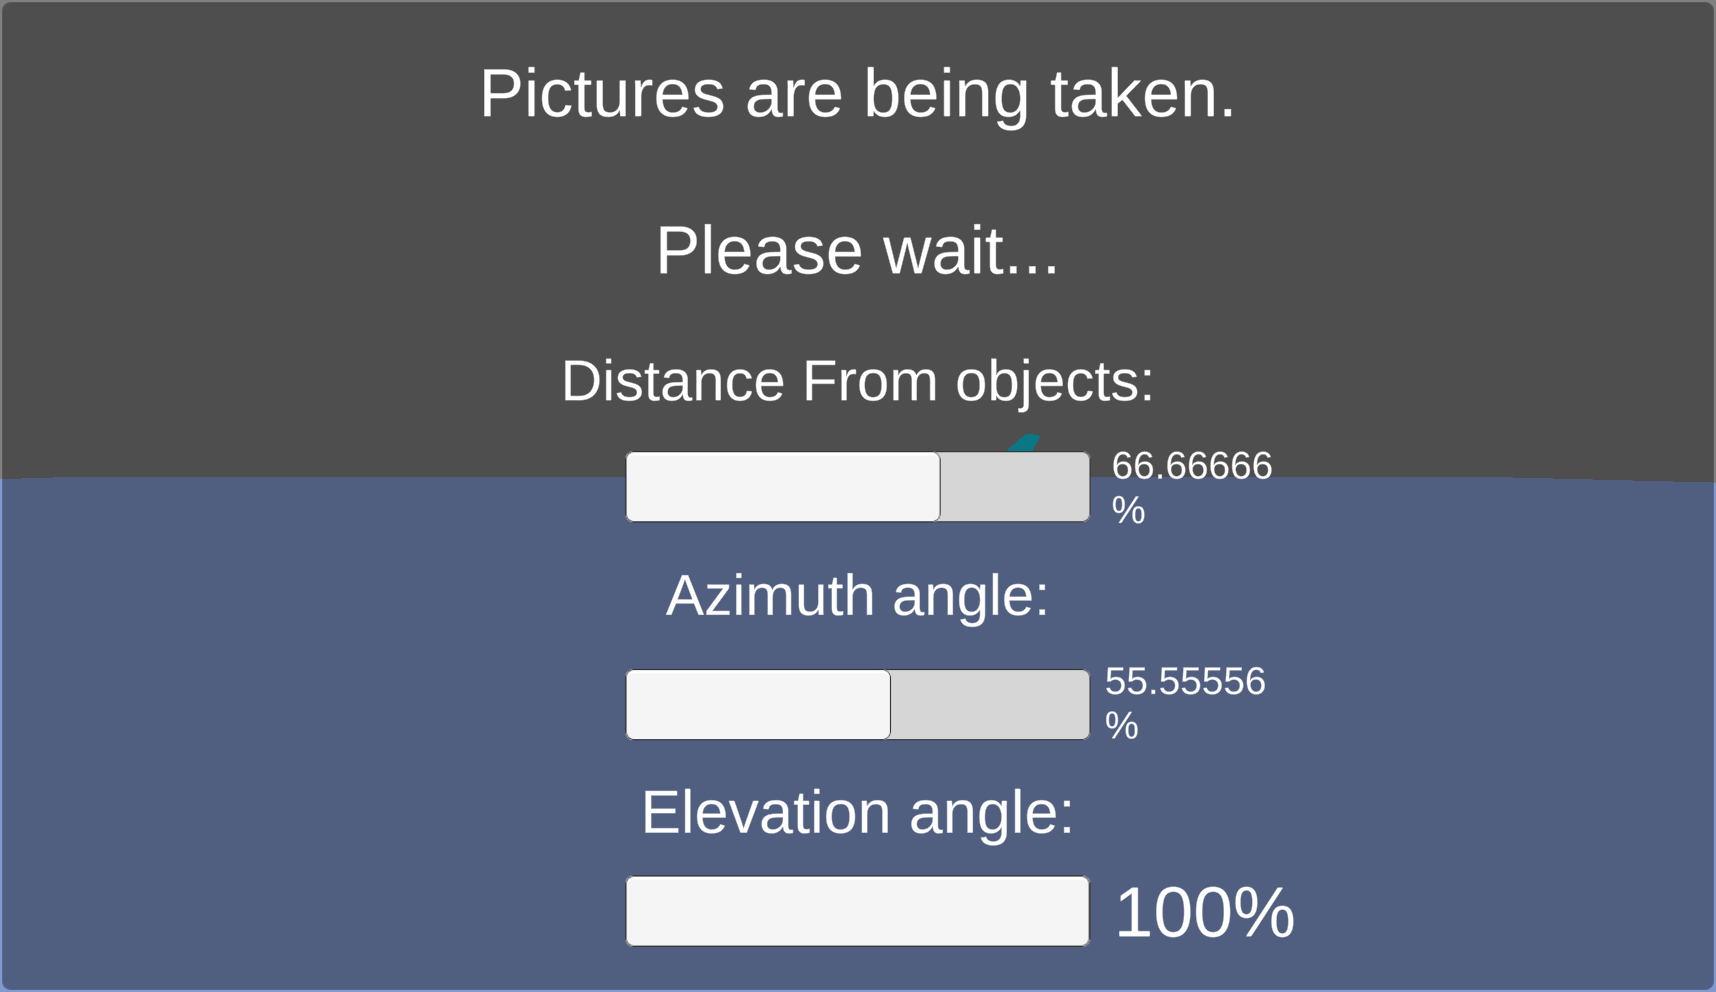 Pictures are being taken.
Please wait...
Distance From objects:
66.66666
%
Azimuth angle:
55.55556
%
Elevation angle:
100%